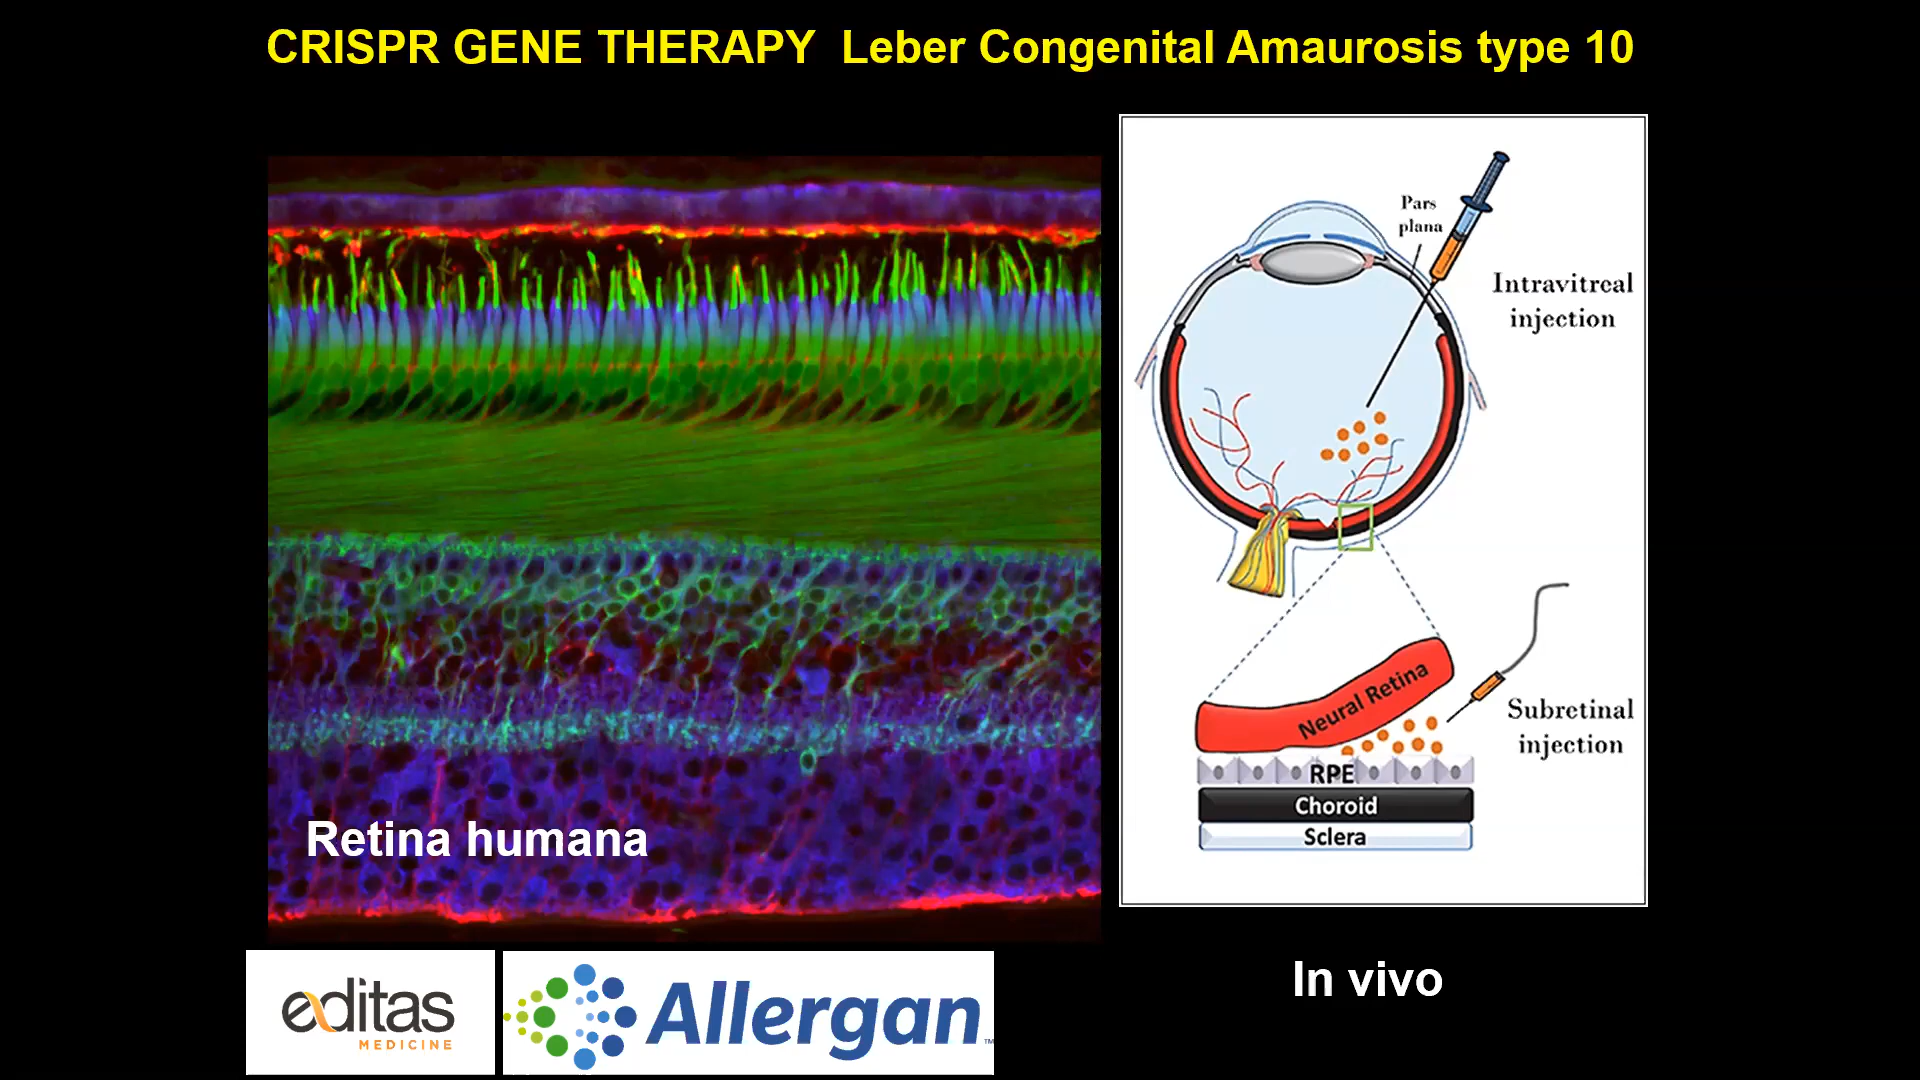 CRISPR GENE THERAPY  Leber Congenital Amaurosis type 10
Retina humana
Pars
plana
Intravitreal
injection
Neural Retina
Subretinal
injection
RPE
Choroid
Sclera
editas
MEDICINE
Allergan™
In vivo